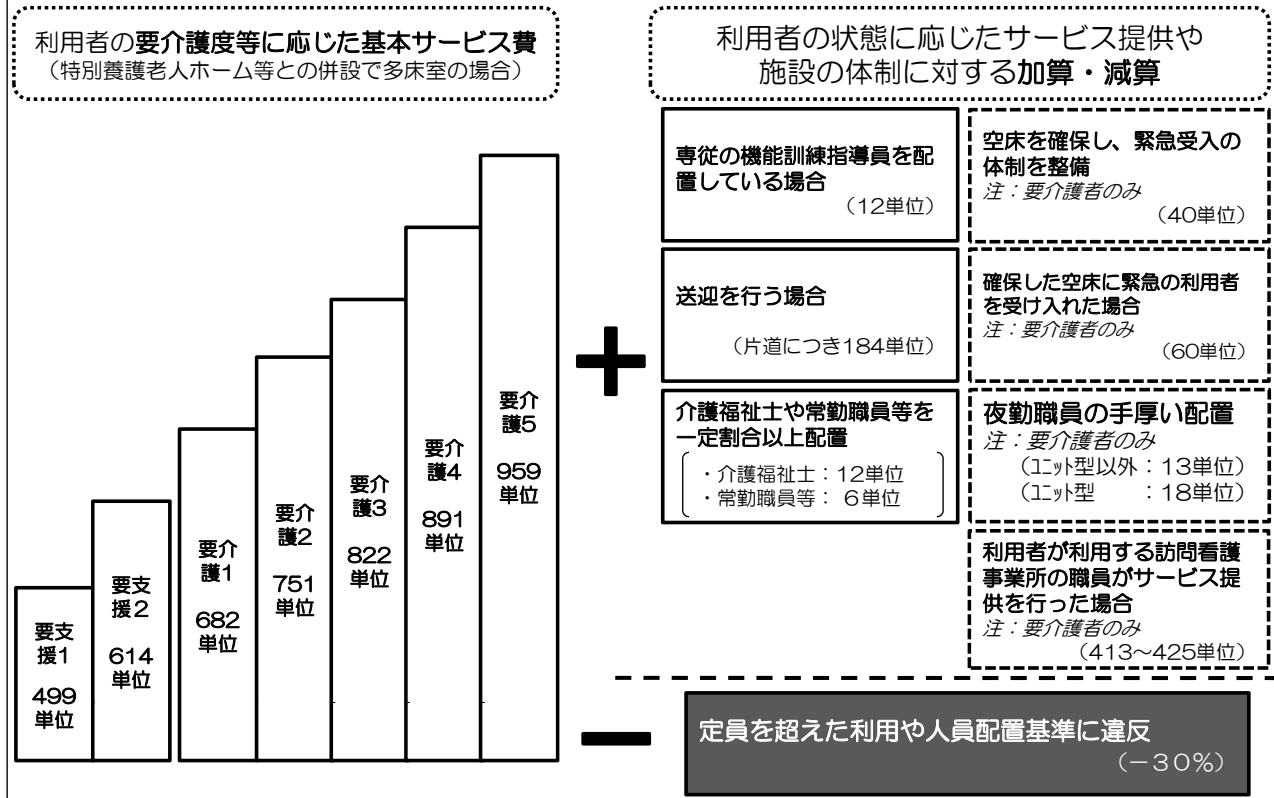 利用者の要介護度等に応じた基本サービス費
（特別養護老人ホーム等との併設で多床室の場合）
要支
援1
499
単位
要支
援2
614
単位
要介
護1
682
単位
要介
護2
751
単位
要介
護3
822
単位
要介
護4
891
単位
要介
護5
959
単位
利用者の状態に応じたサービス提供や
施設の体制に対する加算・減算
専従の機能訓練指導員を配
置している場合
（12単位）
空床を確保し、緊急受入の
体制を整備
注：要介護者のみ
（40単位）
送迎を行う場合
（片道につき184単位）
確保した空床に緊急の利用者
を受け入れた場合
注：要介護者のみ
（60単位）
介護福祉士や常勤職員等を
一定割合以上配置
・介護福祉士：12単位
・常勤職員等： 6単位
夜勤職員の手厚い配置
注：要介護者のみ
（ﾕﾆｯﾄ型以外：13単位）
（ﾕﾆｯﾄ型　　：18単位）
利用者が利用する訪問看護
事業所の職員がサービス提
供を行った場合
注：要介護者のみ
（413～425単位）
定員を超えた利用や人員配置基準に違反
（－30％）